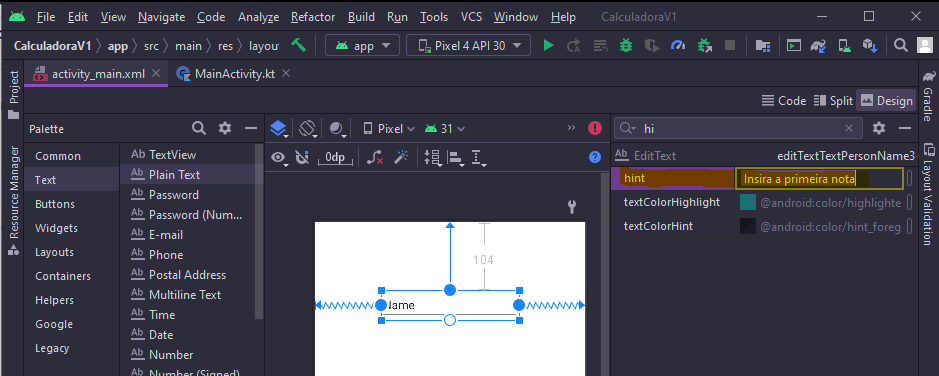 File Edit View Navigate Code Analyze Refactor Build Run Tools VCS Window Help CalculadoraV1
CalculadoraV1 app src main res layou app Pixel 4 API 30
activity_main.xml MainActivity.kt
Code Split Design
Palette Pixel 31 hi
Common
Text
Buttons
Widgets
Layouts
Containers
Helpers
Google
Legacy
Ab TextView
Ab Plain Text
Ab Password
Ab Password (Num...
Ab E-mail
Ab Phone
Ab Postal Address
Ab Multiline Text
Ab Time
Ab Date
Ab Number
Ab Number (Signed)
0dp
104
Name
Ab EditText editTextTextPersonName3
hint Insira a primeira nota
textColorHighlight @android:color/highlighte
textColorHint @android:color/hint_foreg
Project
Resource Manager
Gradle
Layout Validation